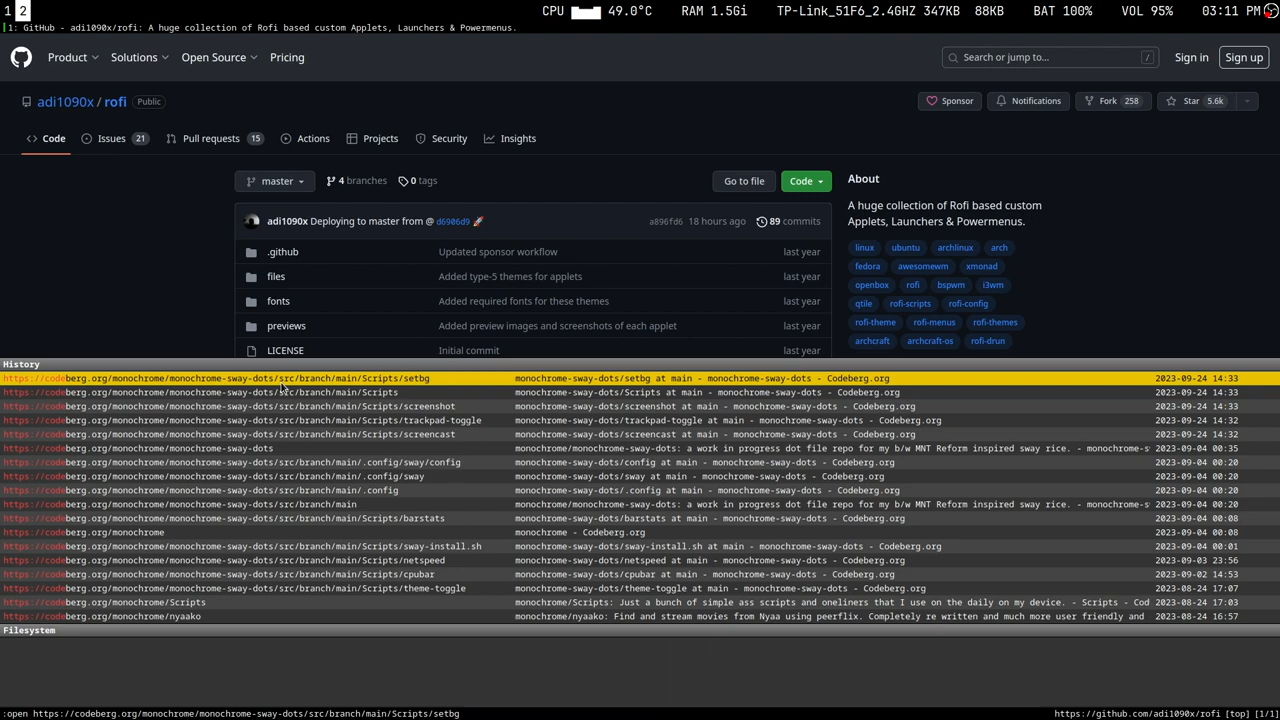 1 2 CPU 49.0°C RAM 1.5Gi TP-Link_51F6_2.4GHZ 347KB 88KB BAT 100% VOL 95% 03:11 PM
1: GitHub - adi1090x/rofi: A huge collection of Rofi based custom Applets, Launchers & Powermenus.
Product Solutions Open Source Pricing Search or jump to... / Sign in Sign up
adi1090x / rofi Public Sponsor Notifications Fork 258 Star 5.6k
Code Issues 21 Pull requests 15 Actions Projects Security Insights
master 4 branches 0 tags Go to file Code
About
A huge collection of Rofi based custom
Applets, Launchers & Powermenus.
adi1090x Deploying to master from @ d6906d9 🚀 a896fd6 18 hours ago 89 commits
.github Updated sponsor workflow last year
files Added type-5 themes for applets last year
fonts Added required fonts for these themes last year
previews Added preview images and screenshots of each applet last year
LICENSE Initial commit last year
linux ubuntu archlinux arch
fedora awesomewm xmonad
openbox rofi bspwm i3wm
qtile rofi-scripts rofi-config
rofi-theme rofi-menus rofi-themes
archcraft archcraft-os rofi-drun
History
https://codeberg.org/monochrome/monochrome-sway-dots/src/branch/main/Scripts/setbg monochrome-sway-dots/setbg at main - monochrome-sway-dots - Codeberg.org 2023-09-24 14:33
https://codeberg.org/monochrome/monochrome-sway-dots/src/branch/main/Scripts monochrome-sway-dots/Scripts at main - monochrome-sway-dots - Codeberg.org 2023-09-24 14:33
https://codeberg.org/monochrome/monochrome-sway-dots/src/branch/main/Scripts/screenshot monochrome-sway-dots/screenshot at main - monochrome-sway-dots - Codeberg.org 2023-09-24 14:33
https://codeberg.org/monochrome/monochrome-sway-dots/src/branch/main/Scripts/trackpad-toggle monochrome-sway-dots/trackpad-toggle at main - monochrome-sway-dots - Codeberg.org 2023-09-24 14:32
https://codeberg.org/monochrome/monochrome-sway-dots/src/branch/main/Scripts/screencast monochrome-sway-dots/screencast at main - monochrome-sway-dots - Codeberg.org 2023-09-24 14:32
https://codeberg.org/monochrome/monochrome-sway-dots monochrome/monochrome-sway-dots: a work in progress dot file repo for my b/w MNT Reform inspired sway rice. - monochrome-s 2023-09-04 00:35
https://codeberg.org/monochrome/monochrome-sway-dots/src/branch/main/.config/sway/config monochrome-sway-dots/config at main - monochrome-sway-dots - Codeberg.org 2023-09-04 00:20
https://codeberg.org/monochrome/monochrome-sway-dots/src/branch/main/.config/sway monochrome-sway-dots/sway at main - monochrome-sway-dots - Codeberg.org 2023-09-04 00:20
https://codeberg.org/monochrome/monochrome-sway-dots/src/branch/main/.config monochrome-sway-dots/.config at main - monochrome-sway-dots - Codeberg.org 2023-09-04 00:20
https://codeberg.org/monochrome/monochrome-sway-dots/src/branch/main monochrome/monochrome-sway-dots: a work in progress dot file repo for my b/w MNT Reform inspired sway rice. - monochrome-s 2023-09-04 00:20
https://codeberg.org/monochrome/monochrome-sway-dots/src/branch/main/Scripts/barstats monochrome-sway-dots/barstats at main - monochrome-sway-dots - Codeberg.org 2023-09-04 00:08
https://codeberg.org/monochrome monochrome - Codeberg.org 2023-09-04 00:08
https://codeberg.org/monochrome/monochrome-sway-dots/src/branch/main/Scripts/sway-install.sh monochrome-sway-dots/sway-install.sh at main - monochrome-sway-dots - Codeberg.org 2023-09-04 00:01
https://codeberg.org/monochrome/monochrome-sway-dots/src/branch/main/Scripts/netspeed monochrome-sway-dots/netspeed at main - monochrome-sway-dots - Codeberg.org 2023-09-03 23:56
https://codeberg.org/monochrome/monochrome-sway-dots/src/branch/main/Scripts/cpubar monochrome-sway-dots/cpubar at main - monochrome-sway-dots - Codeberg.org 2023-09-02 14:53
https://codeberg.org/monochrome/monochrome-sway-dots/src/branch/main/Scripts/theme-toggle monochrome-sway-dots/theme-toggle at main - monochrome-sway-dots - Codeberg.org 2023-08-24 17:07
https://codeberg.org/monochrome/Scripts monochrome/Scripts: Just a bunch of simple ass scripts and oneliners that I use on the daily on my device. - Scripts - Cod 2023-08-24 17:03
https://codeberg.org/monochrome/nyaako monochrome/nyaako: Find and stream movies from Nyaa using peerflix. Completely re written and much more user friendly and 2023-08-24 16:57
Filesystem
:open https://codeberg.org/monochrome/monochrome-sway-dots/src/branch/main/Scripts/setbg https://github.com/adi1090x/rofi [top] [1/1]